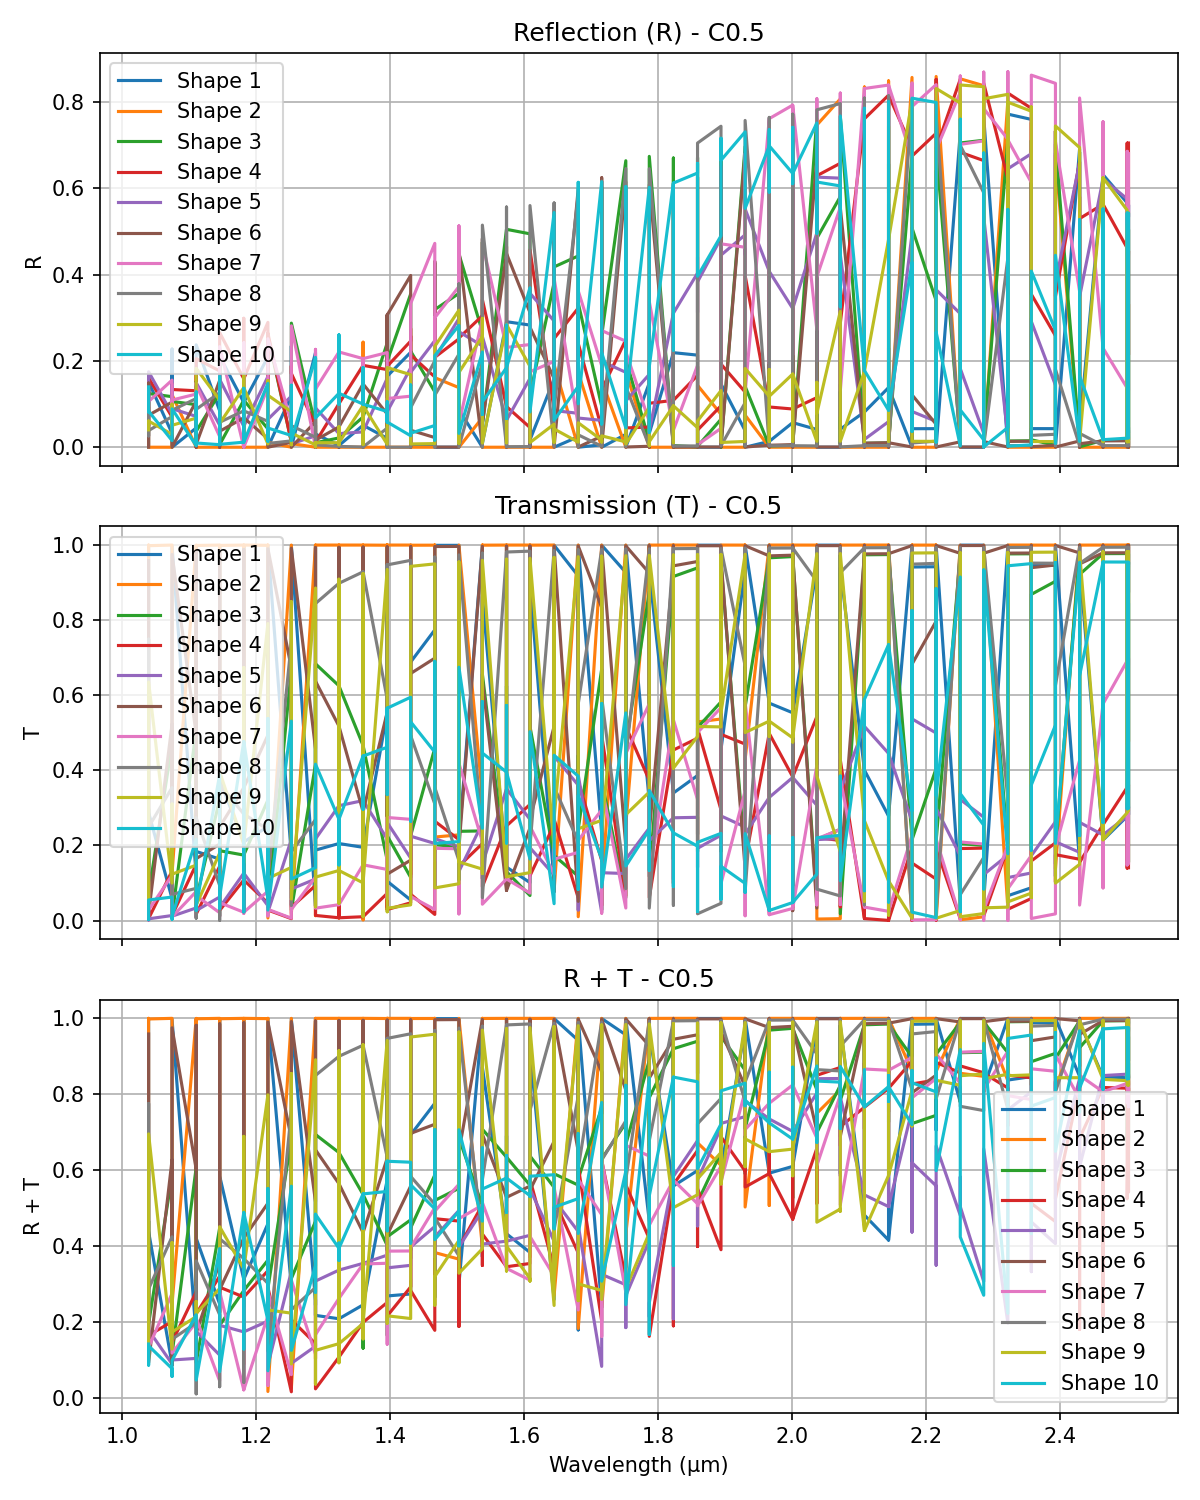 Reflection (R) - C0.5
0.8
0.6
0.4
0.2
0.0
R
Shape 1
Shape 2
Shape 3
Shape 4
Shape 5
Shape 6
Shape 7
Shape 8
Shape 9
Shape 10
Transmission (T) - C0.5
1.0
0.8
0.6
0.4
0.2
0.0
T
Shape 1
Shape 2
Shape 3
Shape 4
Shape 5
Shape 6
Shape 7
Shape 8
Shape 9
Shape 10
R + T - C0.5
1.0
0.8
0.6
0.4
0.2
0.0
R + T
Shape 1
Shape 2
Shape 3
Shape 4
Shape 5
Shape 6
Shape 7
Shape 8
Shape 9
Shape 10
1.0 1.2 1.4 1.6 1.8 2.0 2.2 2.4
Wavelength (µm)